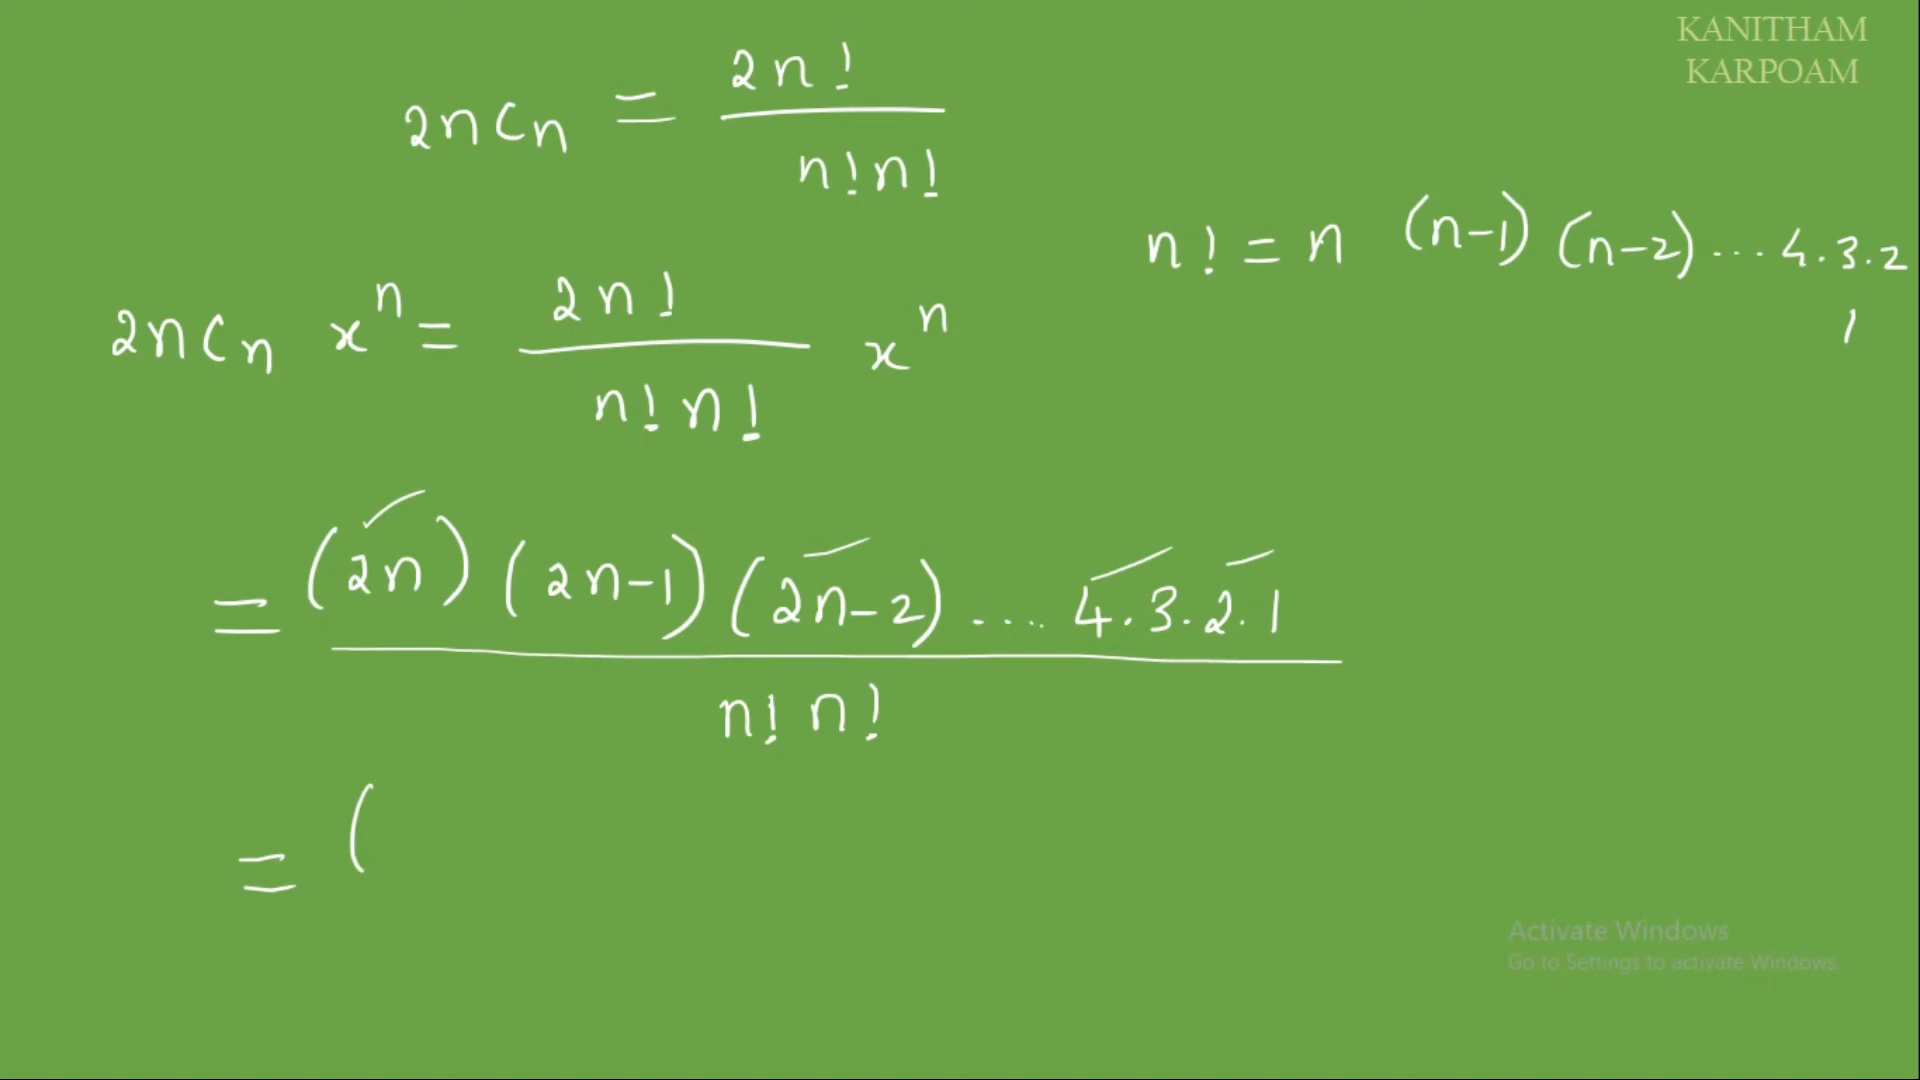 KANITHAM
KARPOAM
2nCn = 2n! / n!n!
n! = n (n-1) (n-2) ... 4.3.2
1
2nCn x^n = 2n! / n!n! x^n
= (2n) (2n-1) (2n-2) .... 4.3.2.1 / n! n!
= (
Activate Windows
Go to Settings to activate Windows.